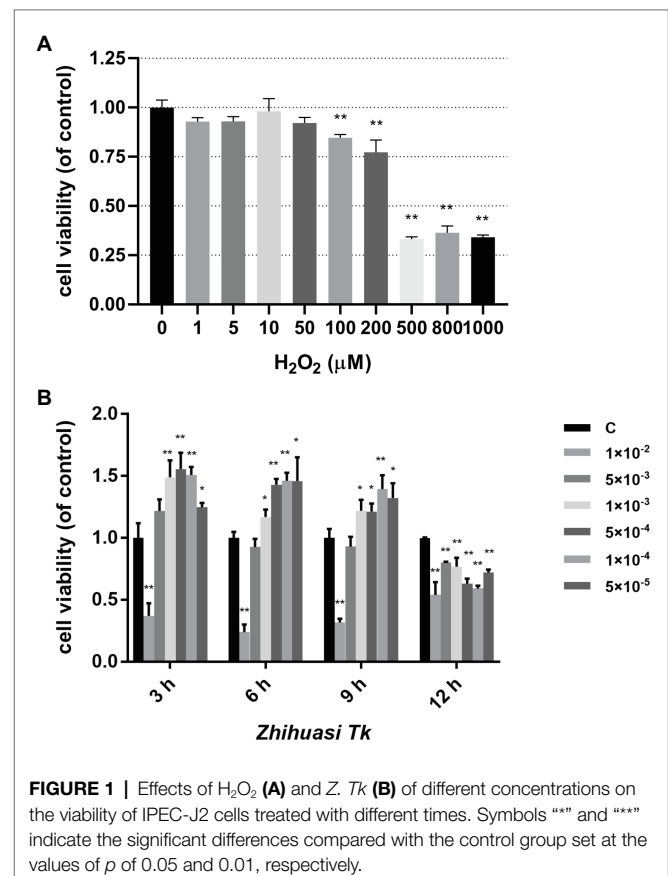 A
cell viability (of control)
1.25
1.00
0.75
0.50
0.25
0.00
** ** ** ** **
0 1 5 10 50 100 200 500 800 1000
H₂O₂ (μM)
B
cell viability (of control)
2.0
1.5
1.0
0.5
0.0
** ** ** ** *
** * ** ** *
** * * ** *
** ** ** ** ** **
3 h 6 h 9 h 12 h
Zhihuasi Tk
C
1×10⁻²
5×10⁻³
1×10⁻³
5×10⁻⁴
1×10⁻⁴
5×10⁻⁵
FIGURE 1 | Effects of H₂O₂ (A) and Z. Tk (B) of different concentrations on
the viability of IPEC-J2 cells treated with different times. Symbols “*” and “**”
indicate the significant differences compared with the control group set at the
values of p of 0.05 and 0.01, respectively.